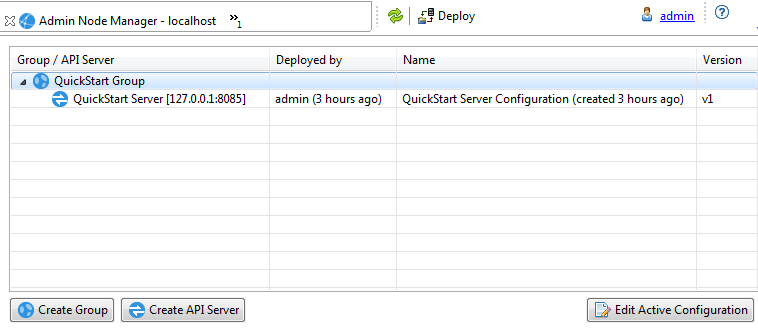 Admin Node Manager - localhost »1 Deploy admin ?
Group / API Server Deployed by Name Version
QuickStart Group
QuickStart Server [127.0.0.1:8085] admin (3 hours ago) QuickStart Server Configuration (created 3 hours ago) v1
Create Group Create API Server Edit Active Configuration